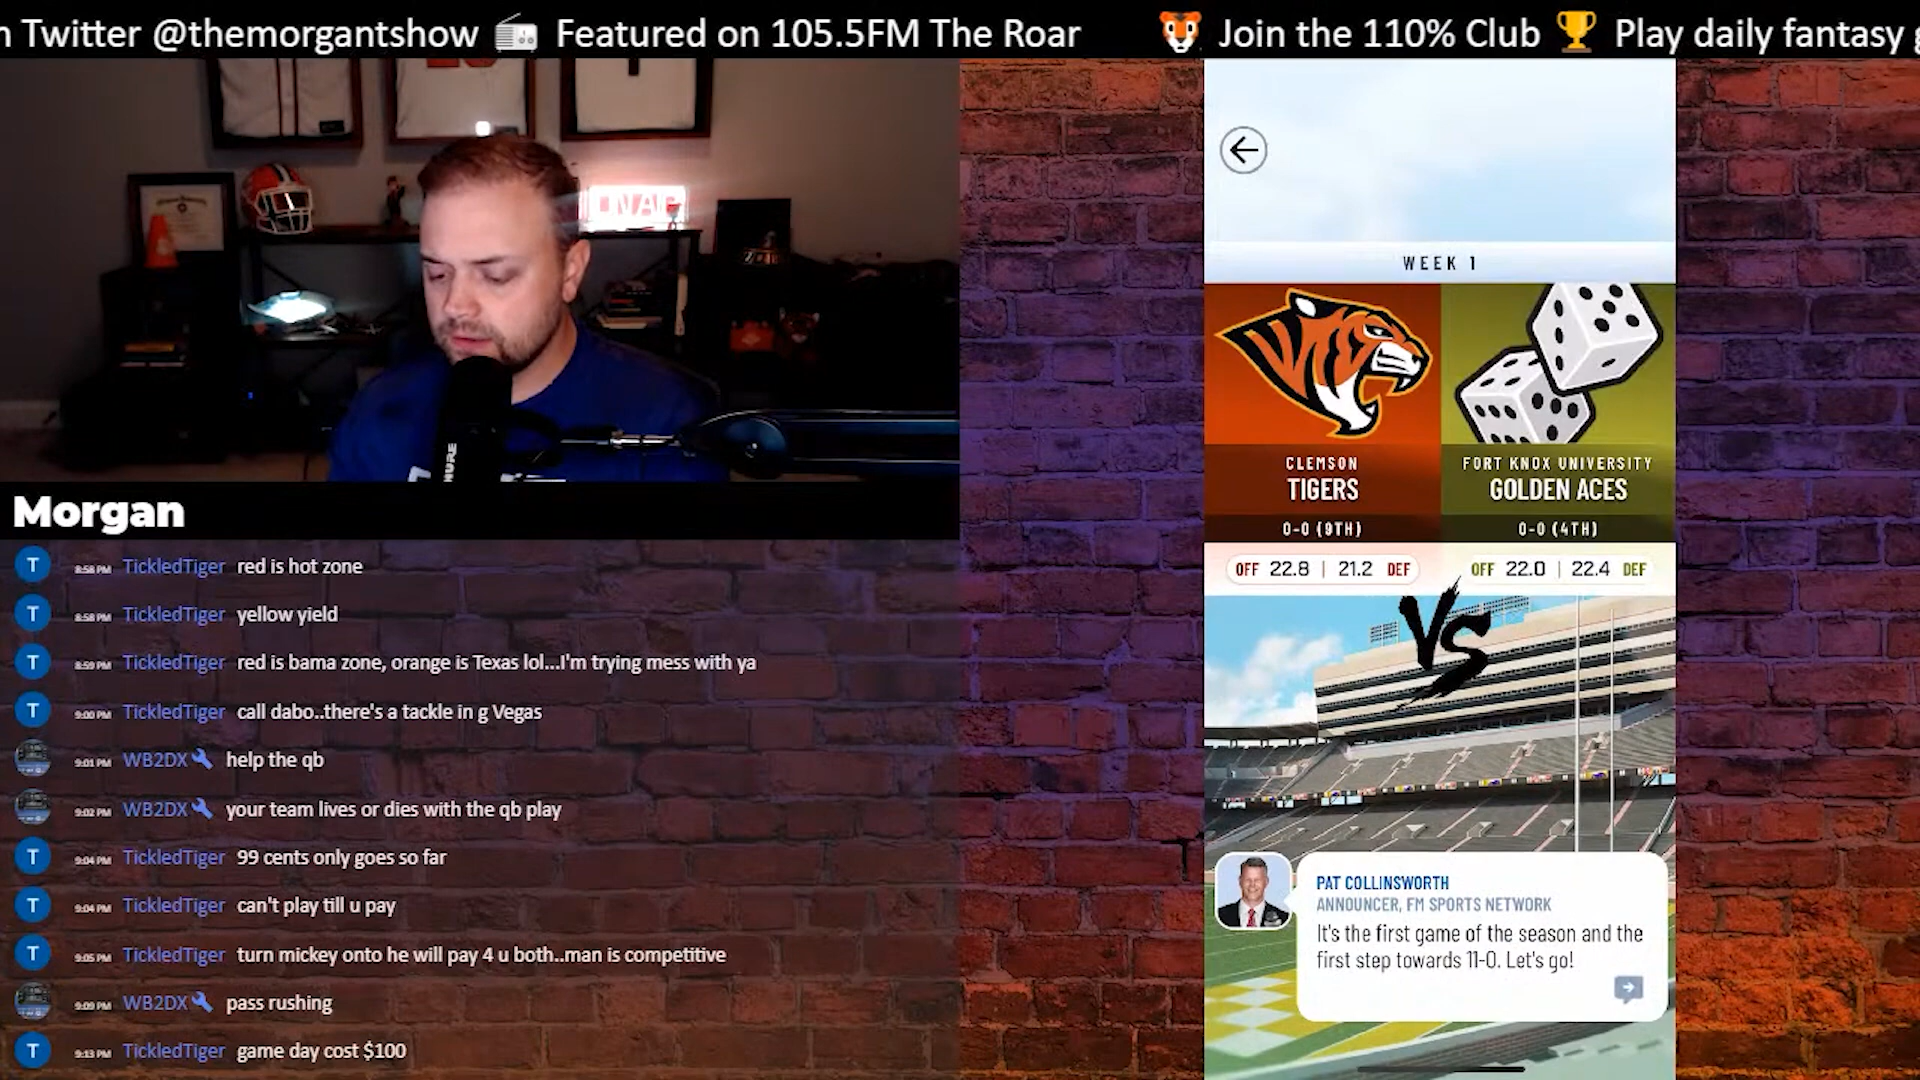 n Twitter @themorgantshow Featured on 105.5FM The Roar Join the 110% Club Play daily fantasy g
ON AIR
SHURE
Morgan
T 8:58 PM TickledTiger red is hot zone
T 8:58 PM TickledTiger yellow yield
T 8:59 PM TickledTiger red is bama zone, orange is Texas lol...I'm trying mess with ya
T 9:00 PM TickledTiger call dabo..there's a tackle in g Vegas
9:01 PM WB2DX help the qb
9:02 PM WB2DX your team lives or dies with the qb play
T 9:04 PM TickledTiger 99 cents only goes so far
T 9:04 PM TickledTiger can't play till u pay
T 9:05 PM TickledTiger turn mickey onto he will pay 4 u both..man is competitive
9:09 PM WB2DX pass rushing
T 9:13 PM TickledTiger game day cost $100
WEEK 1
CLEMSON
TIGERS
0-0 (9TH)
OFF 22.8 | 21.2 DEF
FORT KNOX UNIVERSITY
GOLDEN ACES
0-0 (4TH)
OFF 22.0 | 22.4 DEF
VS
PAT COLLINSWORTH
ANNOUNCER, FM SPORTS NETWORK
It's the first game of the season and the
first step towards 11-0. Let's go!